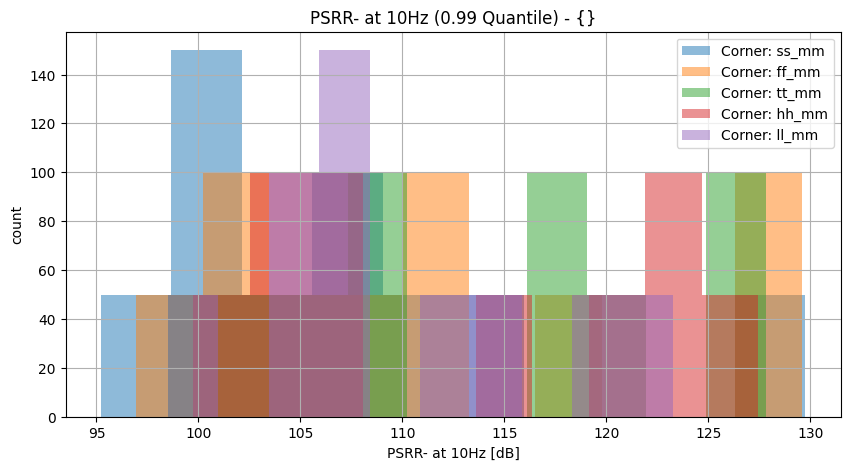 PSRR- at 10Hz (0.99 Quantile) - {}
Corner: ss_mm
Corner: ff_mm
Corner: tt_mm
Corner: hh_mm
Corner: ll_mm
count
140
120
100
80
60
40
20
0
95
100
105
110
115
120
125
130
PSRR- at 10Hz [dB]